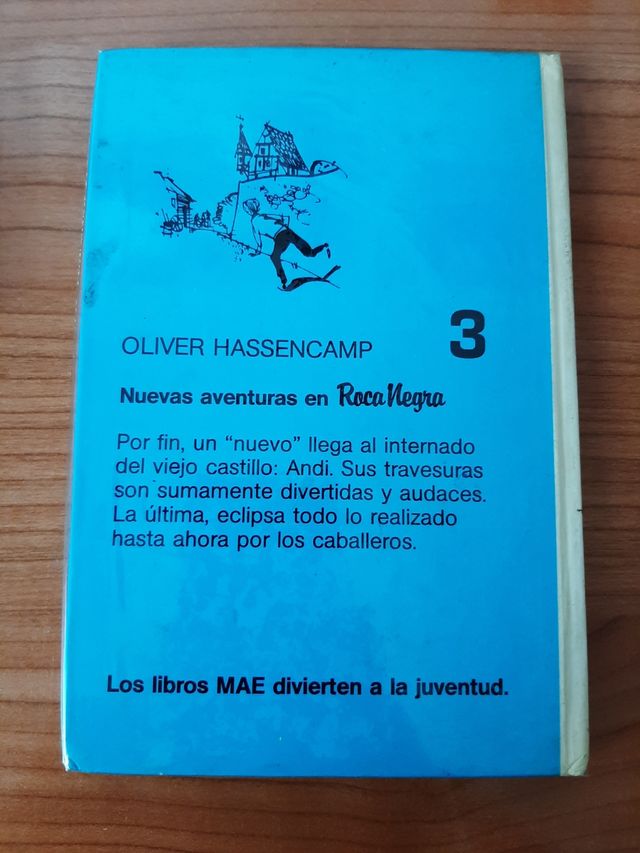 OLIVER HASSENCAMP
3
Nuevas aventuras en Roca Negra
Por fin, un “nuevo” llega al internado
del viejo castillo: Andi. Sus travesuras
son sumamente divertidas y audaces.
La última, eclipsa todo lo realizado
hasta ahora por los caballeros.
Los libros MAE divierten a la juventud.